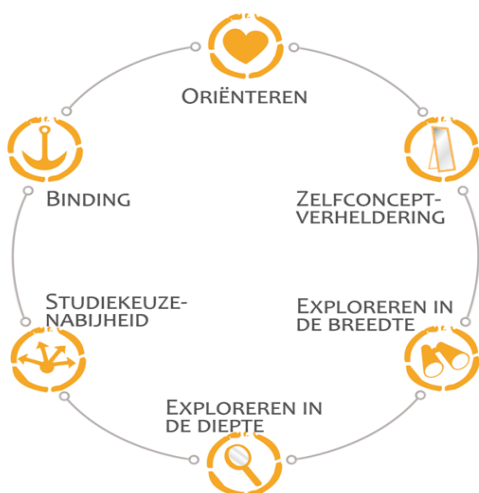 ORIËNTEREN
ZELFCONCEPT-
VERHELDERING
EXPLOREREN IN
DE BREEDTE
EXPLOREREN IN
DE DIEPTE
STUDIEKEUZE-
NABIJHEID
BINDING